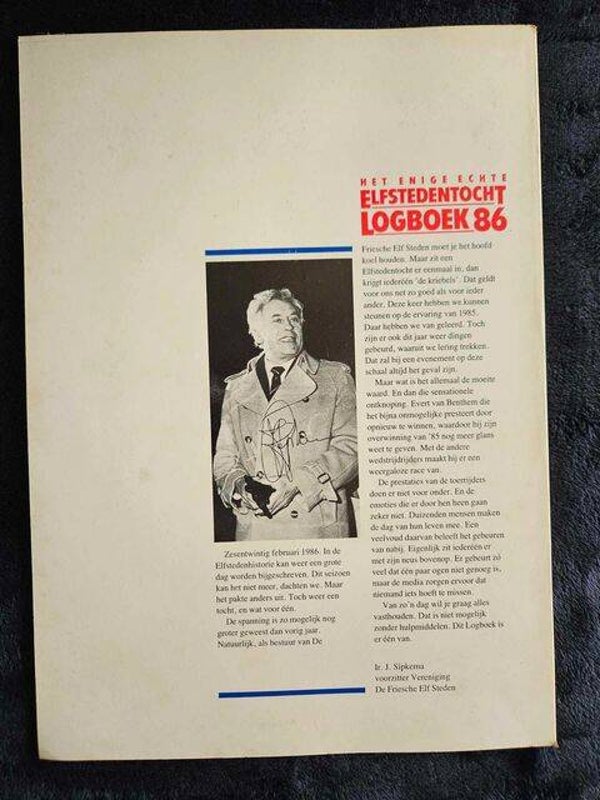 HET ENIGE ECHTE
ELFSTEDENTOCHT
LOGBOEK 86
Zesentwintig februari 1986. In de
Elfstedenhistorie kan weer een grote
dag worden bijgeschreven. Dit seizoen
kan het niet meer, dachten we. Maar
het pakte anders uit. Toch weer een
tocht, en wat voor één.
De spanning is zo mogelijk nog
groter geweest dan vorig jaar.
Natuurlijk, als bestuur van De
Friesche Elf Steden moet je het hoofd
koel houden. Maar zit een
Elfstedentocht er eenmaal in, dan
krijgt iederéén 'de kriebels'. Dat geldt
voor ons net zo goed als voor ieder
ander. Deze keer hebben we kunnen
steunen op de ervaring van 1985.
Daar hebben we van geleerd. Toch
zijn er ook dit jaar weer dingen
gebeurd, waaruit we lering trekken.
Dat zal bij een evenement op deze
schaal altijd het geval zijn.
Maar wat is het allemaal de moeite
waard. En dan die sensationele
ontknoping. Evert van Benthem die
het bijna onmogelijke presteert door
opnieuw te winnen, waardoor hij zijn
overwinning van '85 nog meer glans
weet te geven. Met de andere
wedstrijdrijders maakt hij er een
weergaloze race van.
De prestaties van de toerrijders
doen er niet voor onder. En de
emoties die er door hen heen gaan
zeker niet. Duizenden mensen maken
de dag van hun leven mee. Een
veelvoud daarvan beleeft het gebeuren
van nabij. Eigenlijk zit iederéén er
met zijn neus bovenop. Er gebeurt zó
veel dat één paar ogen niet genoeg is,
maar de media zorgen ervoor dat
niemand iets hoeft te missen.
Van zo'n dag wil je graag alles
vasthouden. Dat is niet mogelijk
zonder hulpmiddelen. Dit Logboek is
er één van.
Ir. J. Sipkema
voorzitter Vereniging
De Friesche Elf Steden